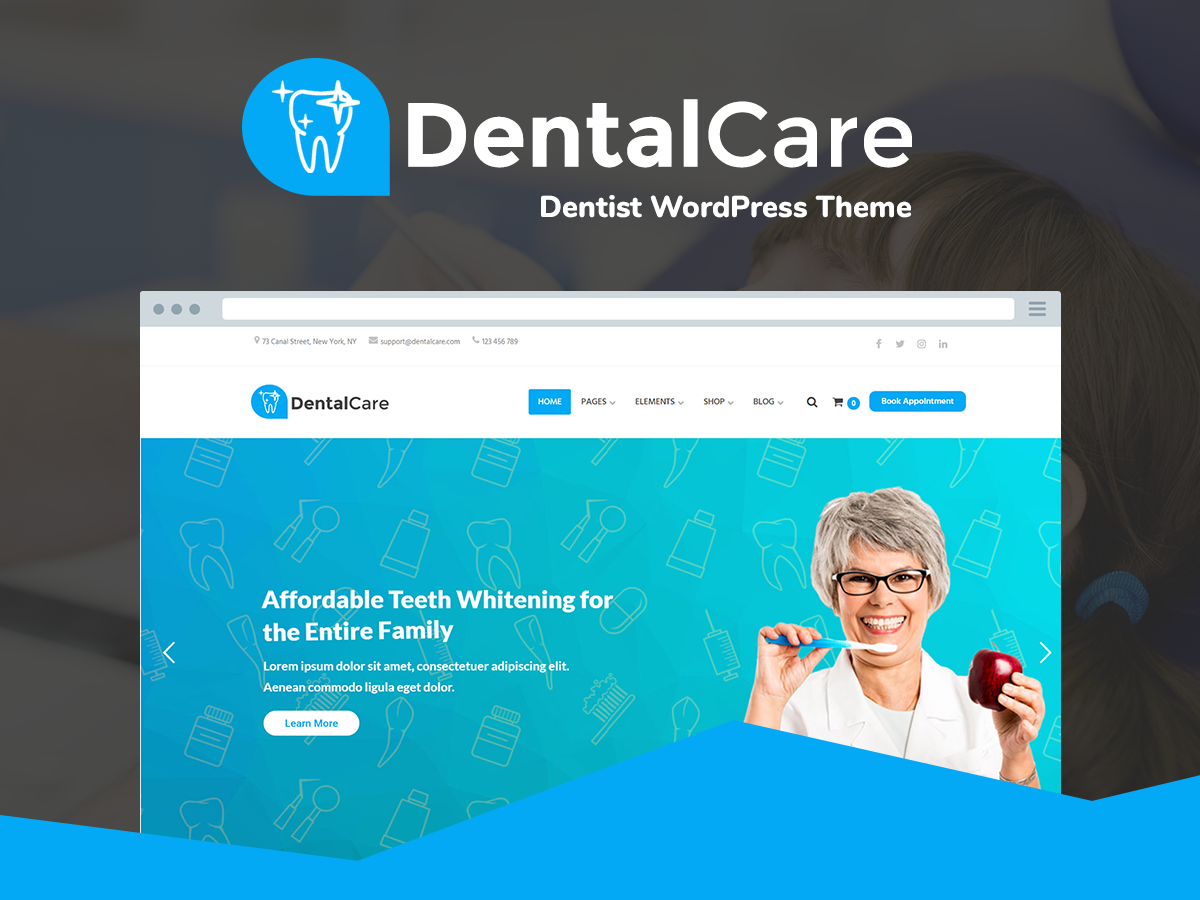 DentalCare
Dentist WordPress Theme
73 Canal Street, New York, NY support@dentalcare.com 123 456 789
DentalCare HOME PAGES ELEMENTS SHOP BLOG 0 Book Appointment
Affordable Teeth Whitening for
the Entire Family
Lorem ipsum dolor sit amet, consectetuer adipiscing elit.
Aenean commodo ligula eget dolor.
Learn More